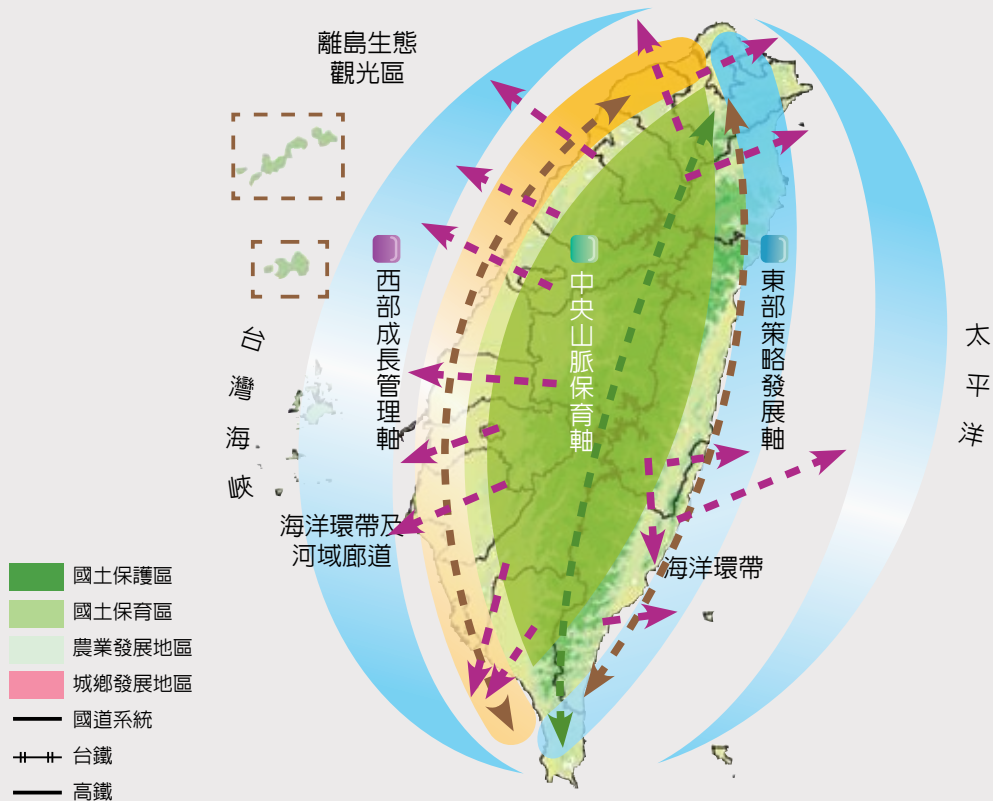 離島生態
觀光區
西部成長管理軸
中央山脈保育軸
東部策略發展軸
台灣海峽
太平洋
海洋環帶及
河域廊道
海洋環帶
國土保護區
國土保育區
農業發展地區
城鄉發展地區
國道系統
台鐵
高鐵